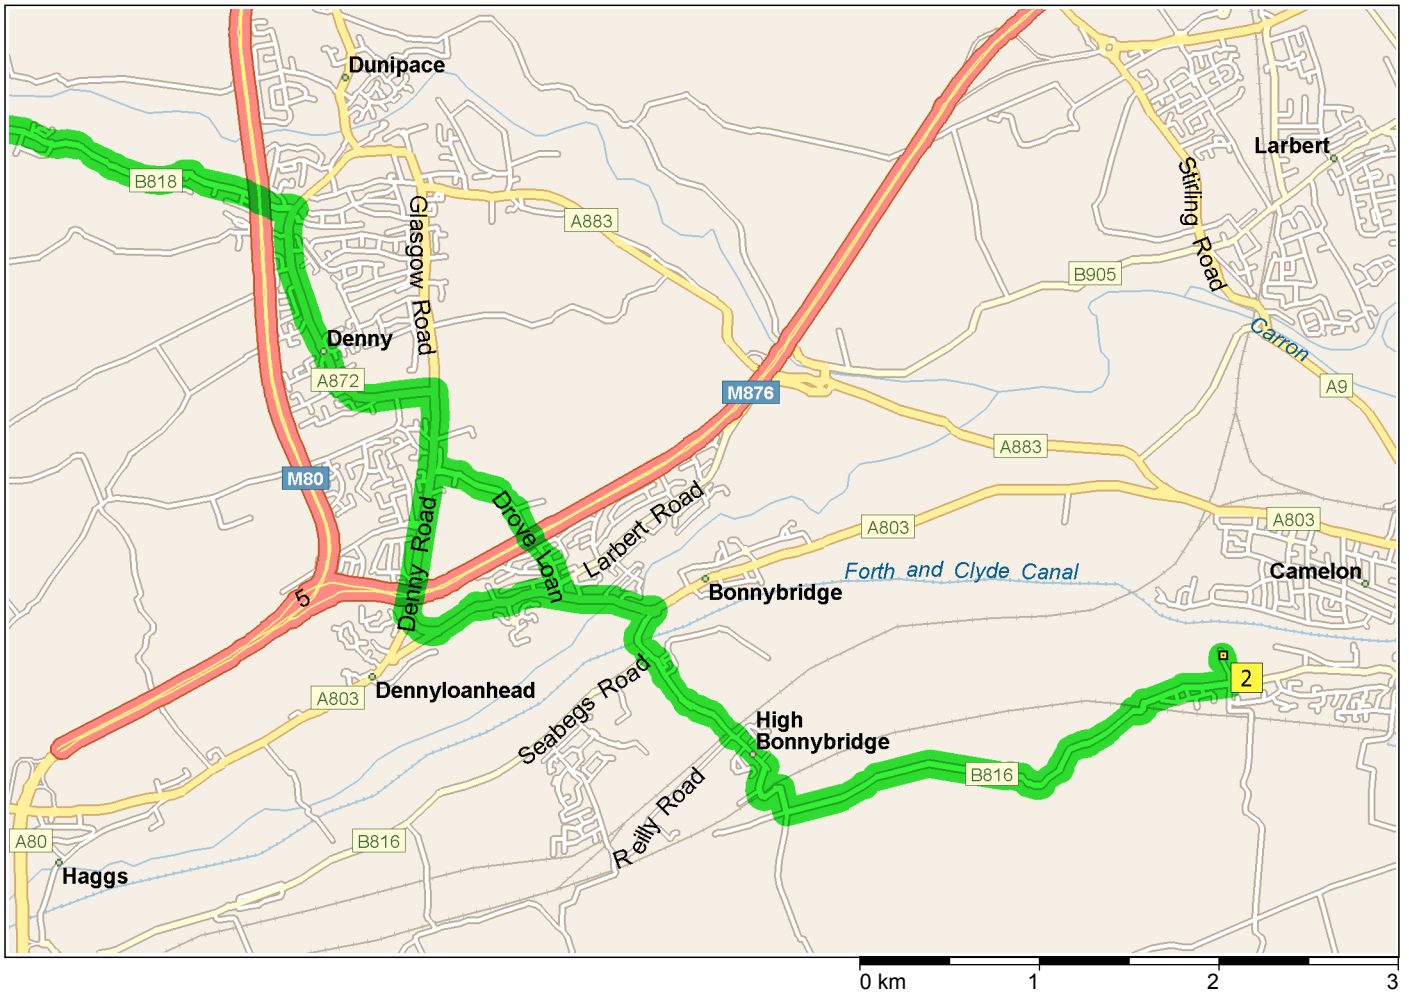 Dunipace
Larbert
B818
Stirling Road
Glasgow Road
A883
B905
Carron
Denny
A872
A9
M876
A883
M80
Drove Loan
Larbert Road
Denny Road
A803
A803
Forth and Clyde Canal
Camelon
Bonnybridge
5
Seabegs Road
2
A803
Dennyloanhead
High
Bonnybridge
B816
Reilly Road
A80
B816
Haggs
0 km 1 2 3